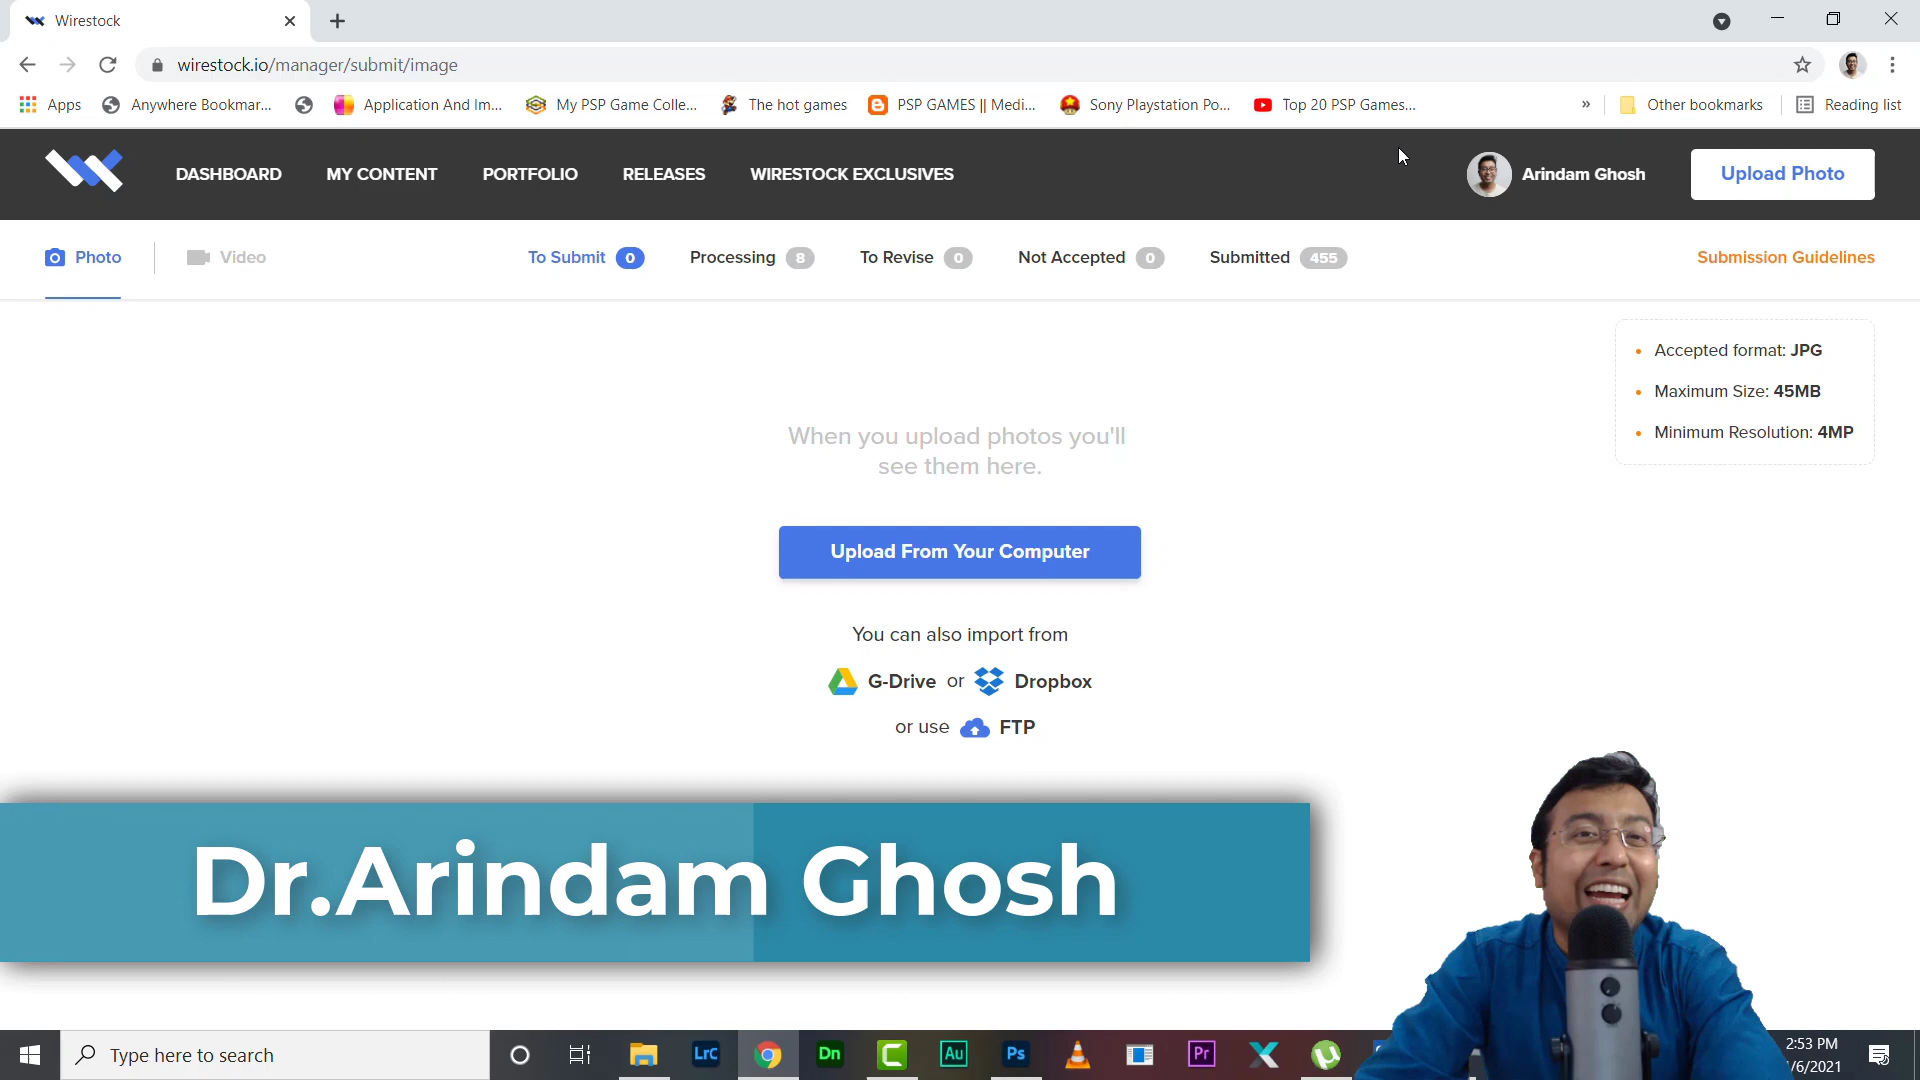 Wirestock
wirestock.io/manager/submit/image
Apps Anywhere Bookmar... Application And Im... My PSP Game Colle... The hot games PSP GAMES || Medi... Sony Playstation Po... Top 20 PSP Games... » Other bookmarks Reading list
DASHBOARD MY CONTENT PORTFOLIO RELEASES WIRESTOCK EXCLUSIVES Arindam Ghosh Upload Photo
Photo Video To Submit 0 Processing 8 To Revise 0 Not Accepted 0 Submitted 455 Submission Guidelines
Accepted format: JPG
Maximum Size: 45MB
Minimum Resolution: 4MP
When you upload photos you'll
see them here.
Upload From Your Computer
You can also import from
G-Drive or Dropbox
or use FTP
Dr.Arindam Ghosh
Type here to search LrC Dn Au Ps Pr 2:53 PM
/6/2021